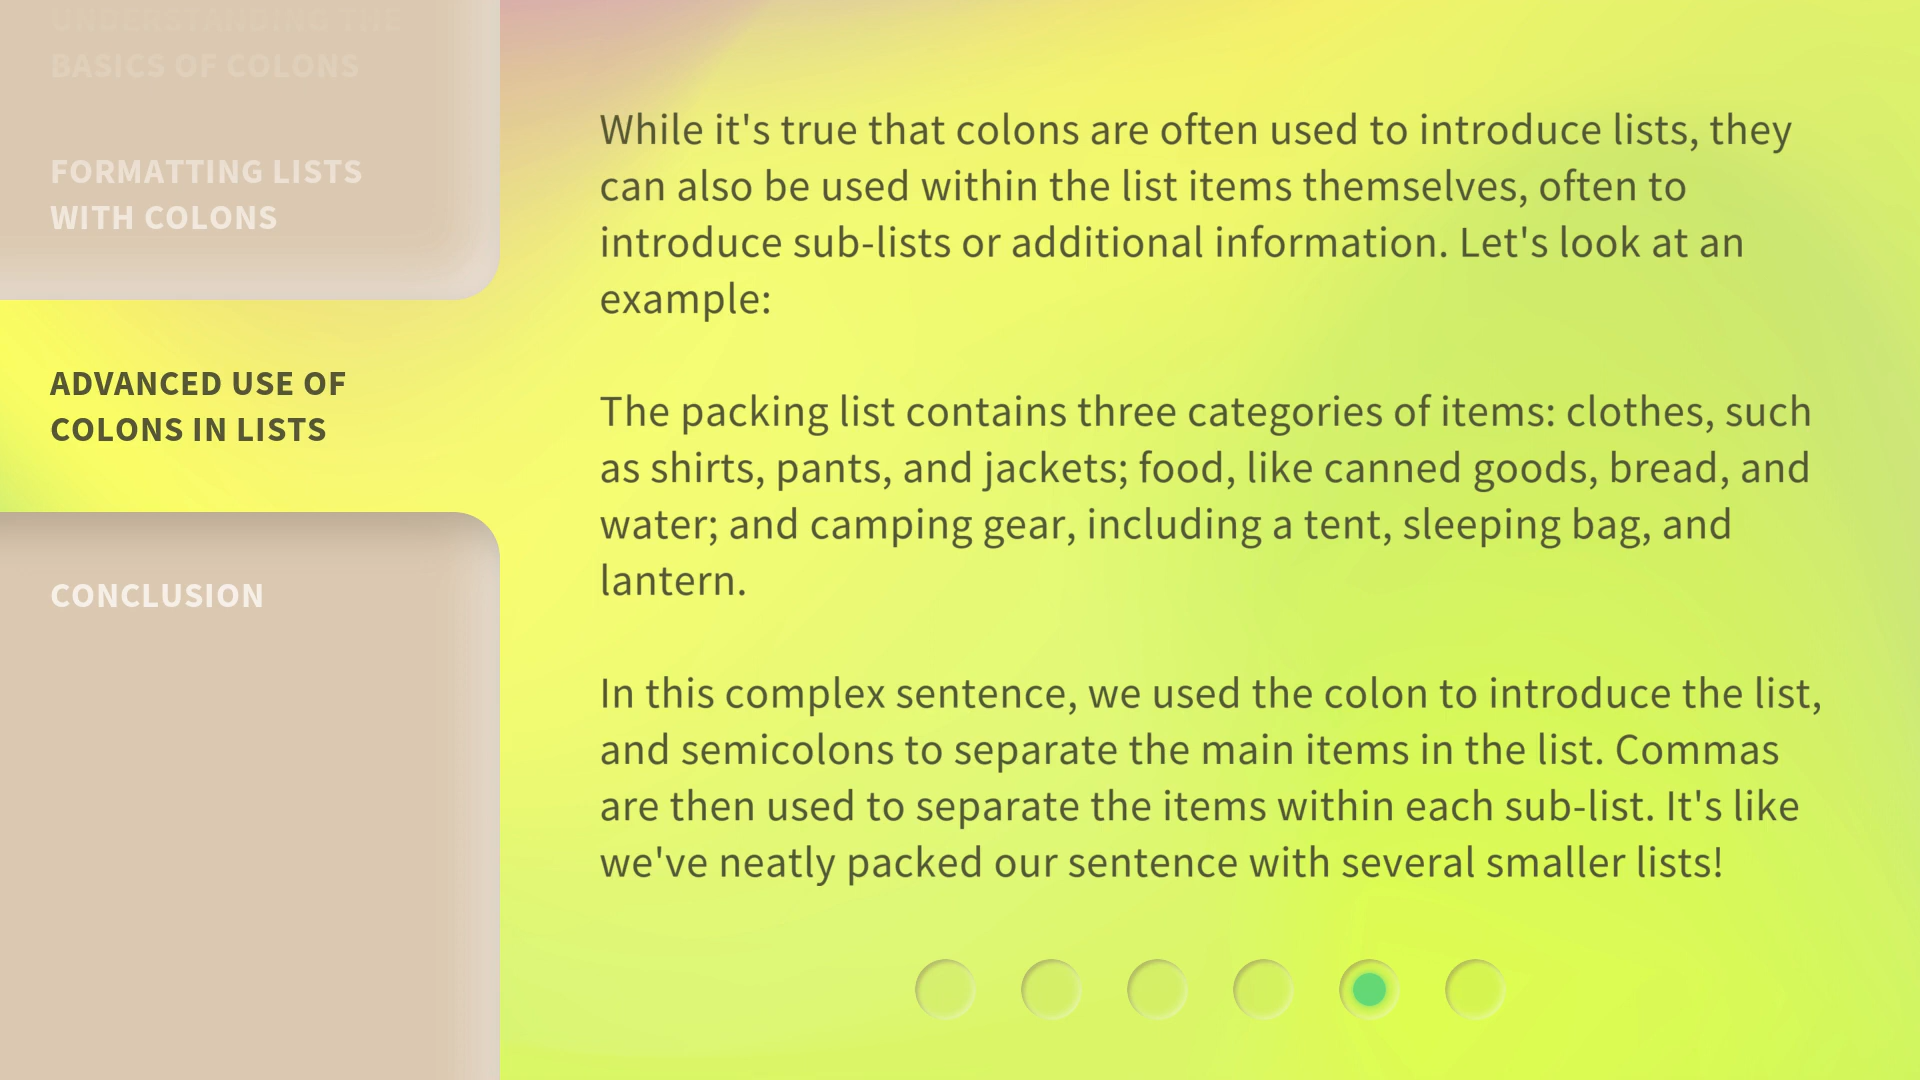 UNDERSTANDING THE
BASICS OF COLONS
FORMATTING LISTS
WITH COLONS
ADVANCED USE OF
COLONS IN LISTS
CONCLUSION
While it's true that colons are often used to introduce lists, they
can also be used within the list items themselves, often to
introduce sub-lists or additional information. Let's look at an
example:
The packing list contains three categories of items: clothes, such
as shirts, pants, and jackets; food, like canned goods, bread, and
water; and camping gear, including a tent, sleeping bag, and
lantern.
In this complex sentence, we used the colon to introduce the list,
and semicolons to separate the main items in the list. Commas
are then used to separate the items within each sub-list. It's like
we've neatly packed our sentence with several smaller lists!